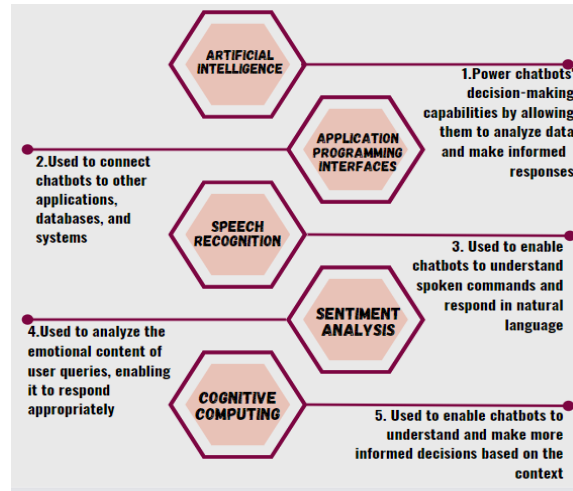 ARTIFICIAL
INTELLIGENCE
1.Power chatbots'
decision-making
capabilities by allowing
them to analyze data
and make informed
responses
APPLICATION
PROGRAMMING
INTERFACES
2.Used to connect
chatbots to other
applications,
databases, and
systems
SPEECH
RECOGNITION
3. Used to enable
chatbots to understand
spoken commands and
respond in natural
language
SENTIMENT
ANALYSIS
4.Used to analyze the
emotional content of
user queries, enabling
it to respond
appropriately
COGNITIVE
COMPUTING
5. Used to enable chatbots to
understand and make more
informed decisions based on the
context